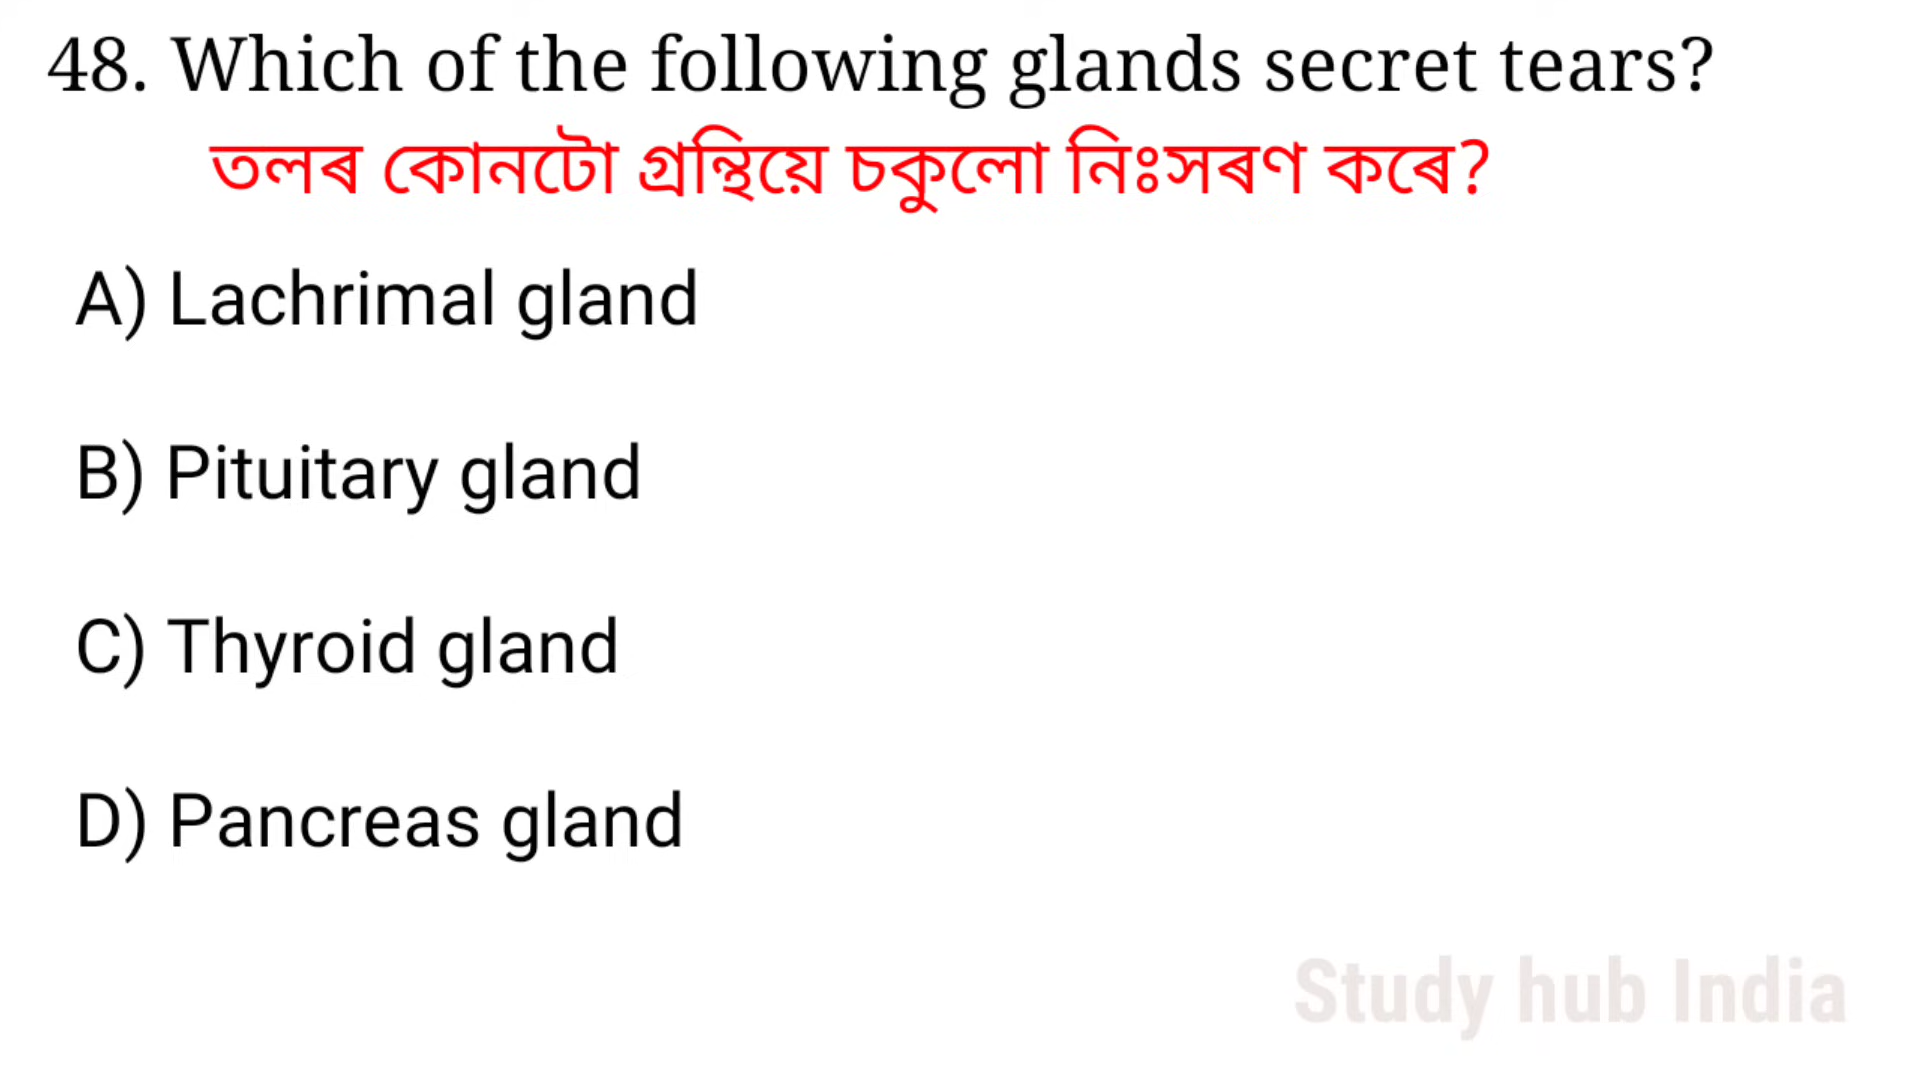 48. Which of the following glands secret tears?
তলৰ কোনটো গ্ৰন্থিয়ে চকুলো নিঃসৰণ কৰে?
A) Lachrimal gland
B) Pituitary gland
C) Thyroid gland
D) Pancreas gland
Study hub India